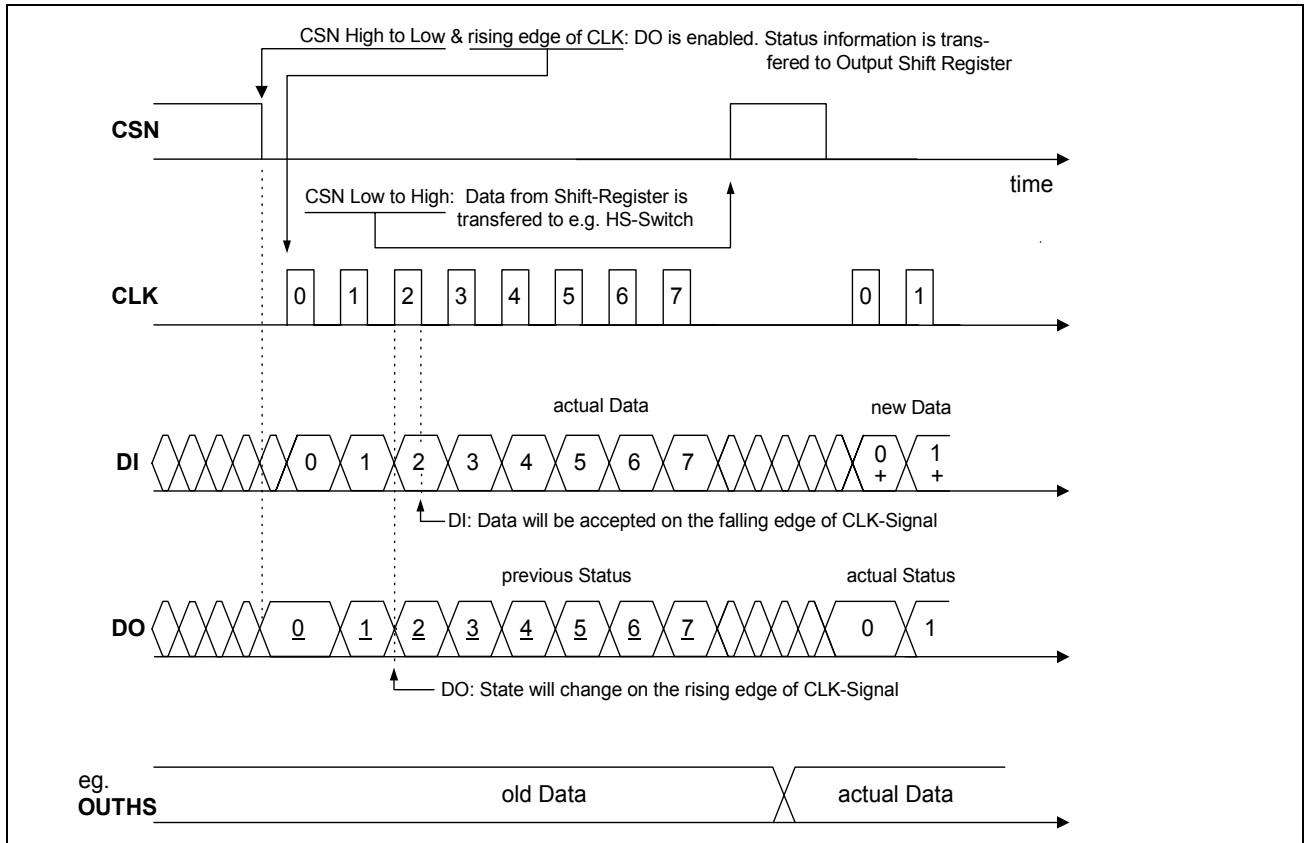 CSN High to Low & rising edge of CLK: DO is enabled. Status information is trans-
fered to Output Shift Register
CSN
time
CSN Low to High: Data from Shift-Register is
transfered to e.g. HS-Switch
CLK
0 1 2 3 4 5 6 7 0 1
actual Data new Data
DI
0 1 2 3 4 5 6 7 0 1
+ +
DI: Data will be accepted on the falling edge of CLK-Signal
previous Status actual Status
DO
0 1 2 3 4 5 6 7 0 1
DO: State will change on the rising edge of CLK-Signal
eg.
OUTHS
old Data actual Data